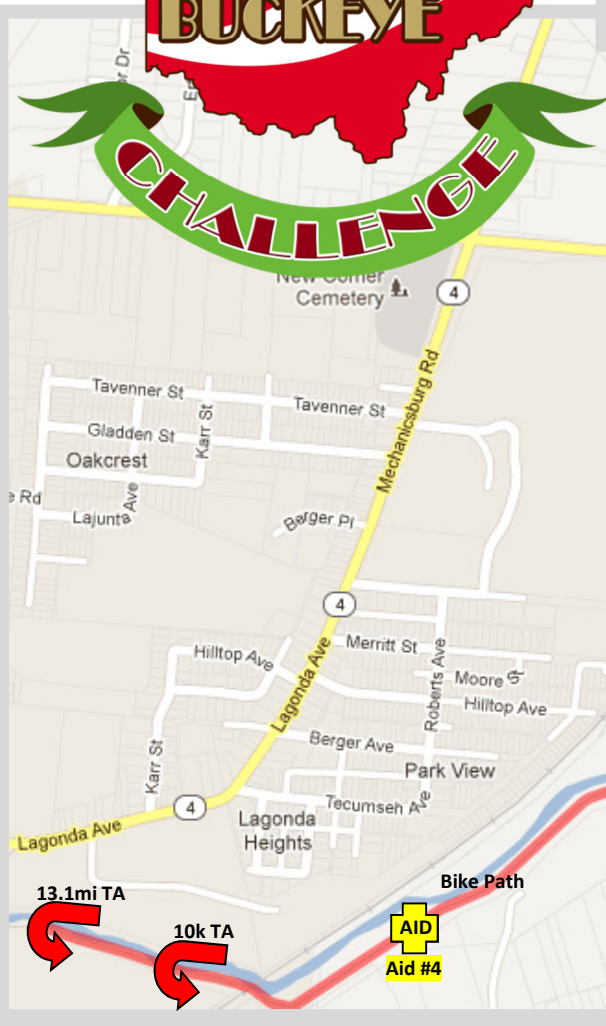 BUCKEYE
CHALLENGE
Cemetery
4
Mechanicsburg Rd
Tavenner St
Tavenner St
Karr St
Gladden St
Oakcrest
Rd
Lajunta Ave
Berger Pl
4
Merritt St
Hilltop Ave
Roberts Ave
Moore St
Lagonda Ave
Hilltop Ave
Berger Ave
Karr St
Park View
Tecumseh Ave
4
Lagonda
Heights
Lagonda Ave
Bike Path
13.1mi TA
10k TA
AID
Aid #4